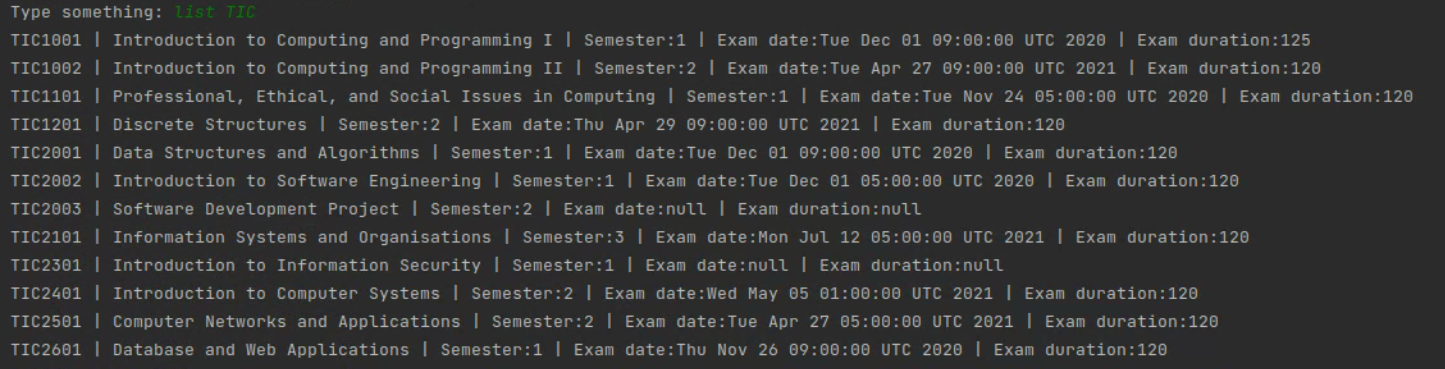 Type something: list TIC
TIC1001 | Introduction to Computing and Programming I | Semester:1 | Exam date:Tue Dec 01 09:00:00 UTC 2020 | Exam duration:125
TIC1002 | Introduction to Computing and Programming II | Semester:2 | Exam date:Tue Apr 27 09:00:00 UTC 2021 | Exam duration:120
TIC1101 | Professional, Ethical, and Social Issues in Computing | Semester:1 | Exam date:Tue Nov 24 05:00:00 UTC 2020 | Exam duration:120
TIC1201 | Discrete Structures | Semester:2 | Exam date:Thu Apr 29 09:00:00 UTC 2021 | Exam duration:120
TIC2001 | Data Structures and Algorithms | Semester:1 | Exam date:Tue Dec 01 09:00:00 UTC 2020 | Exam duration:120
TIC2002 | Introduction to Software Engineering | Semester:1 | Exam date:Tue Dec 01 05:00:00 UTC 2020 | Exam duration:120
TIC2003 | Software Development Project | Semester:2 | Exam date:null | Exam duration:null
TIC2101 | Information Systems and Organisations | Semester:3 | Exam date:Mon Jul 12 05:00:00 UTC 2021 | Exam duration:120
TIC2301 | Introduction to Information Security | Semester:1 | Exam date:null | Exam duration:null
TIC2401 | Introduction to Computer Systems | Semester:2 | Exam date:Wed May 05 01:00:00 UTC 2021 | Exam duration:120
TIC2501 | Computer Networks and Applications | Semester:2 | Exam date:Tue Apr 27 05:00:00 UTC 2021 | Exam duration:120
TIC2601 | Database and Web Applications | Semester:1 | Exam date:Thu Nov 26 09:00:00 UTC 2020 | Exam duration:120